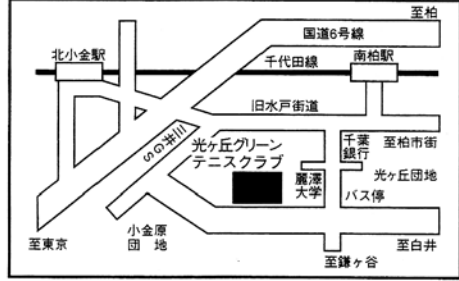 至柏
国道6号線
北小金駅
千代田線
南柏駅
旧水戸街道
三井GS
光ヶ丘グリーン
テニスクラブ
千葉
銀行
至柏市街
麗澤
大学
光ヶ丘団地
バス停
小金原
団地
至東京
至白井
至鎌ヶ谷